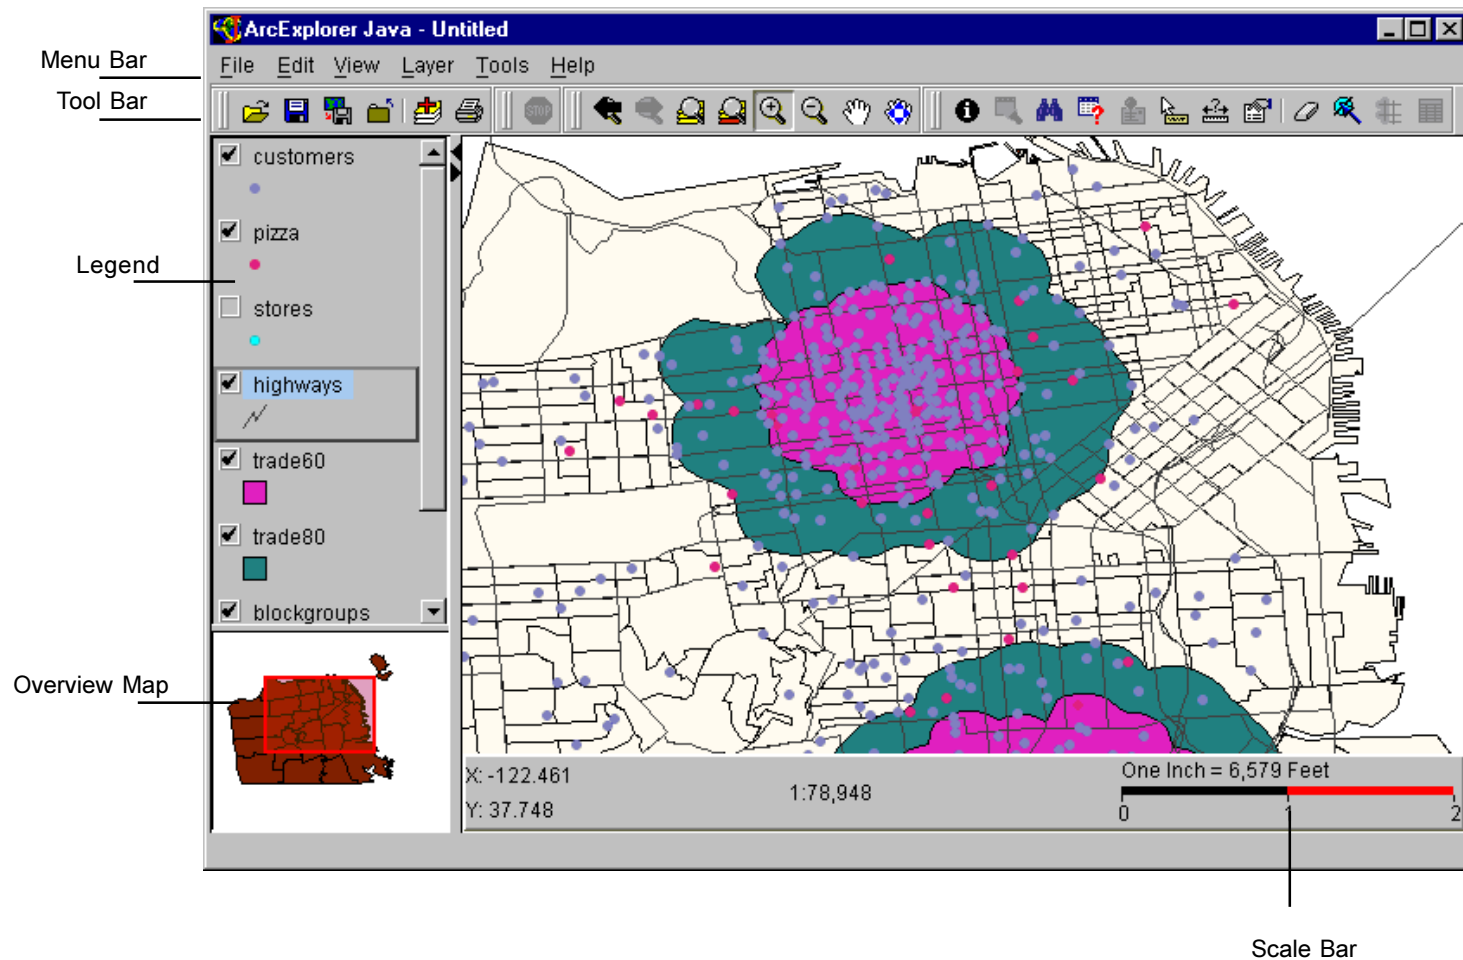 ArcExplorer Java - Untitled
Menu Bar
File Edit View Layer Tools Help
Tool Bar
STOP
customers
pizza
Legend
stores
highways
trade60
trade80
blockgroups
Overview Map
X: -122.461
Y: 37.748
1:78,948
One Inch = 6,579 Feet
0 1 2
Scale Bar